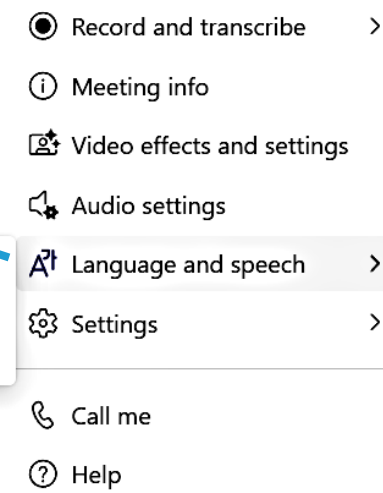 Record and transcribe
Meeting info
Video effects and settings
Audio settings
Language and speech
Settings
Call me
Help